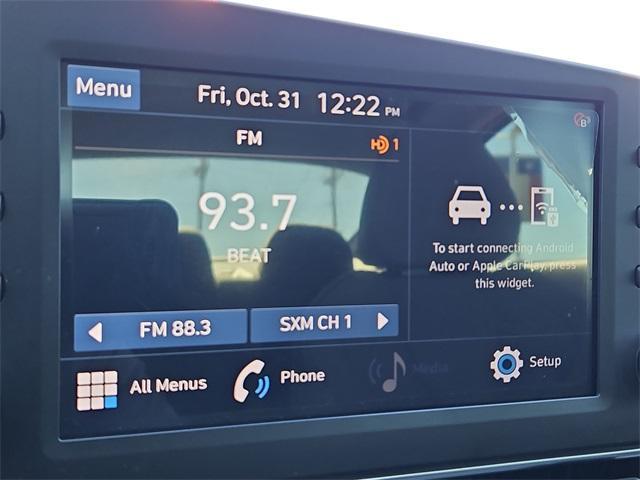 Menu
Fri, Oct. 31 12:22 PM
FM
HD 1
93.7
BEAT
FM 88.3
SXM CH 1
To start connecting Android
Auto or Apple CarPlay, press
this widget.
All Menus
Phone
Media
Setup